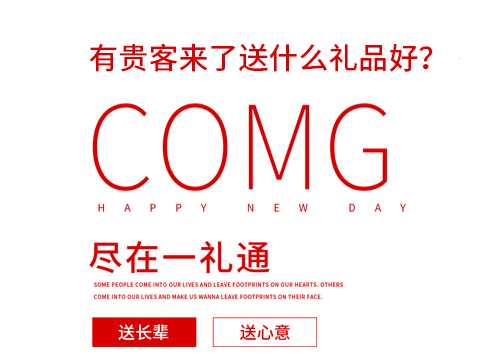 有贵客来了送什么礼品好?
COMG
HAPPY NEW DAY
尽在一礼通
SOME PEOPLE COME INTO OUR LIVES AND LEAVE FOOTPRINTS ON OUR HEARTS. OTHERS
COME INTO OUR LIVES AND MAKE US WANNA LEAVE FOOTPRINTS ON THEIR FACE.
送长辈 送心意